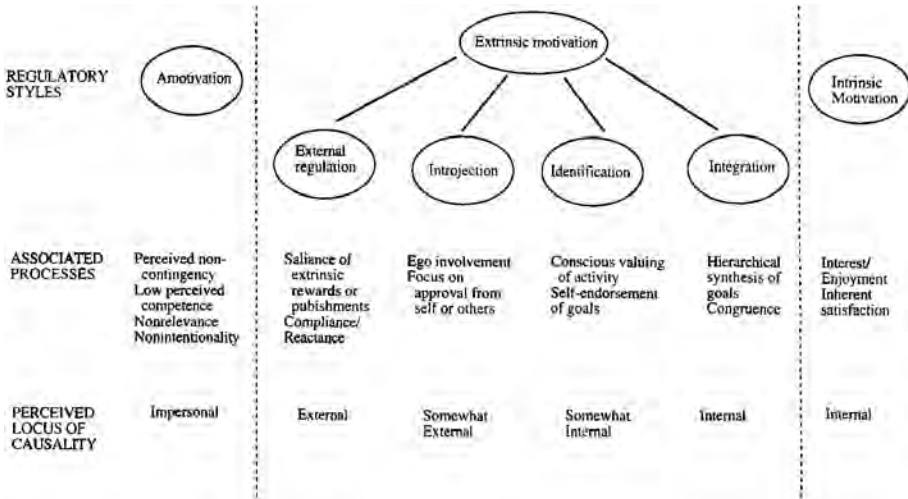 Extrinsic motivation
REGULATORY
STYLES
Amotivation
Intrinsic
Motivation
External
regulation
Introjection
Identification
Integration
ASSOCIATED
PROCESSES
Perceived non-
contingency
Low perceived
competence
Nonrelevance
Nonintentionality
Saliance of
extrinsic
rewards or
pubishments
Compliance/
Reactance
Ego involvement
Focus on
approval from
self or others
Conscious valuing
of activity
Self-endorsement
of goals
Hierarchical
synthesis of
goals
Congruence
Interest/
Enjoyment
Inherent
satisfaction
PERCEIVED
LOCUS OF
CAUSALITY
Impersonal
External
Somewhat
External
Somewhat
Internal
Internal
Internal